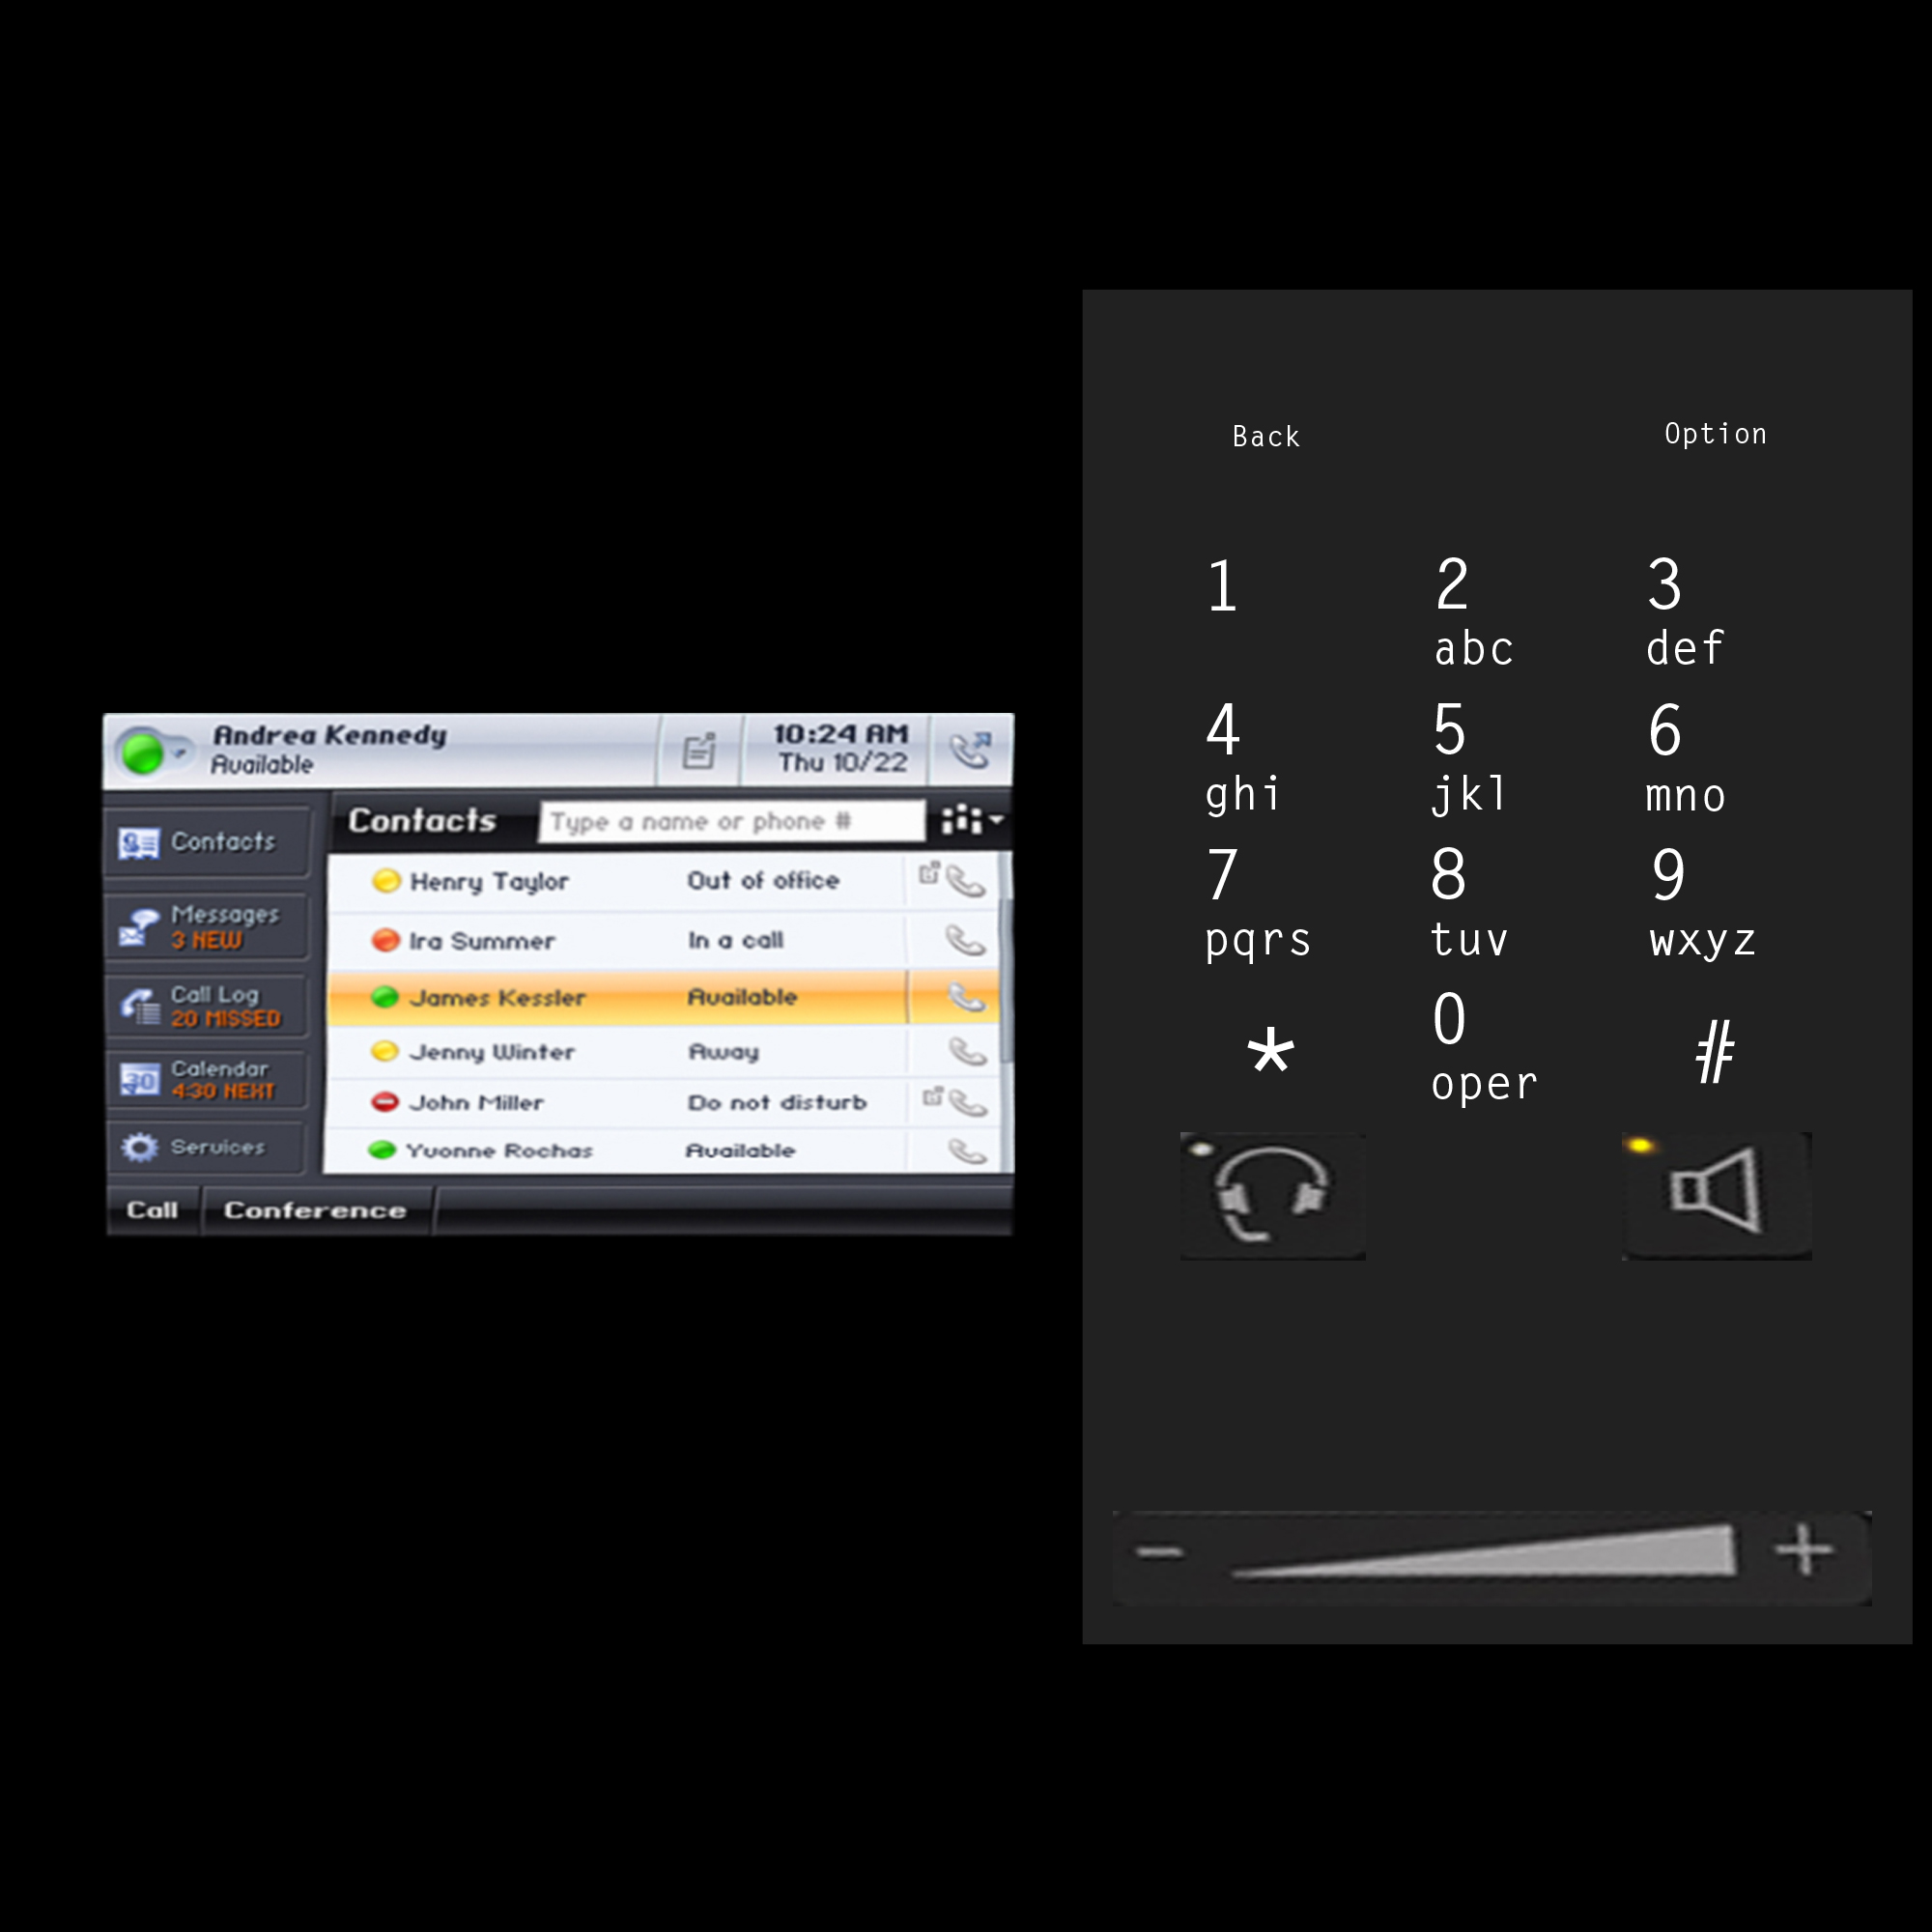 Andrea Kennedy
Available
10:24 AM
Thu 10/22
Contacts
Messages
3 NEW
Call Log
20 MISSED
Calendar
30
4:30 NEXT
Services
Contacts
Type a name or phone #
Henry Taylor Out of office
Ira Summer In a call
James Kessler Available
Jenny Winter Away
John Miller Do not disturb
Yvonne Rochas Available
Call Conference
Back Option
1 2 3
abc def
4 5 6
ghi jkl mno
7 8 9
pqrs tuv wxyz
* 0 #
oper
- +